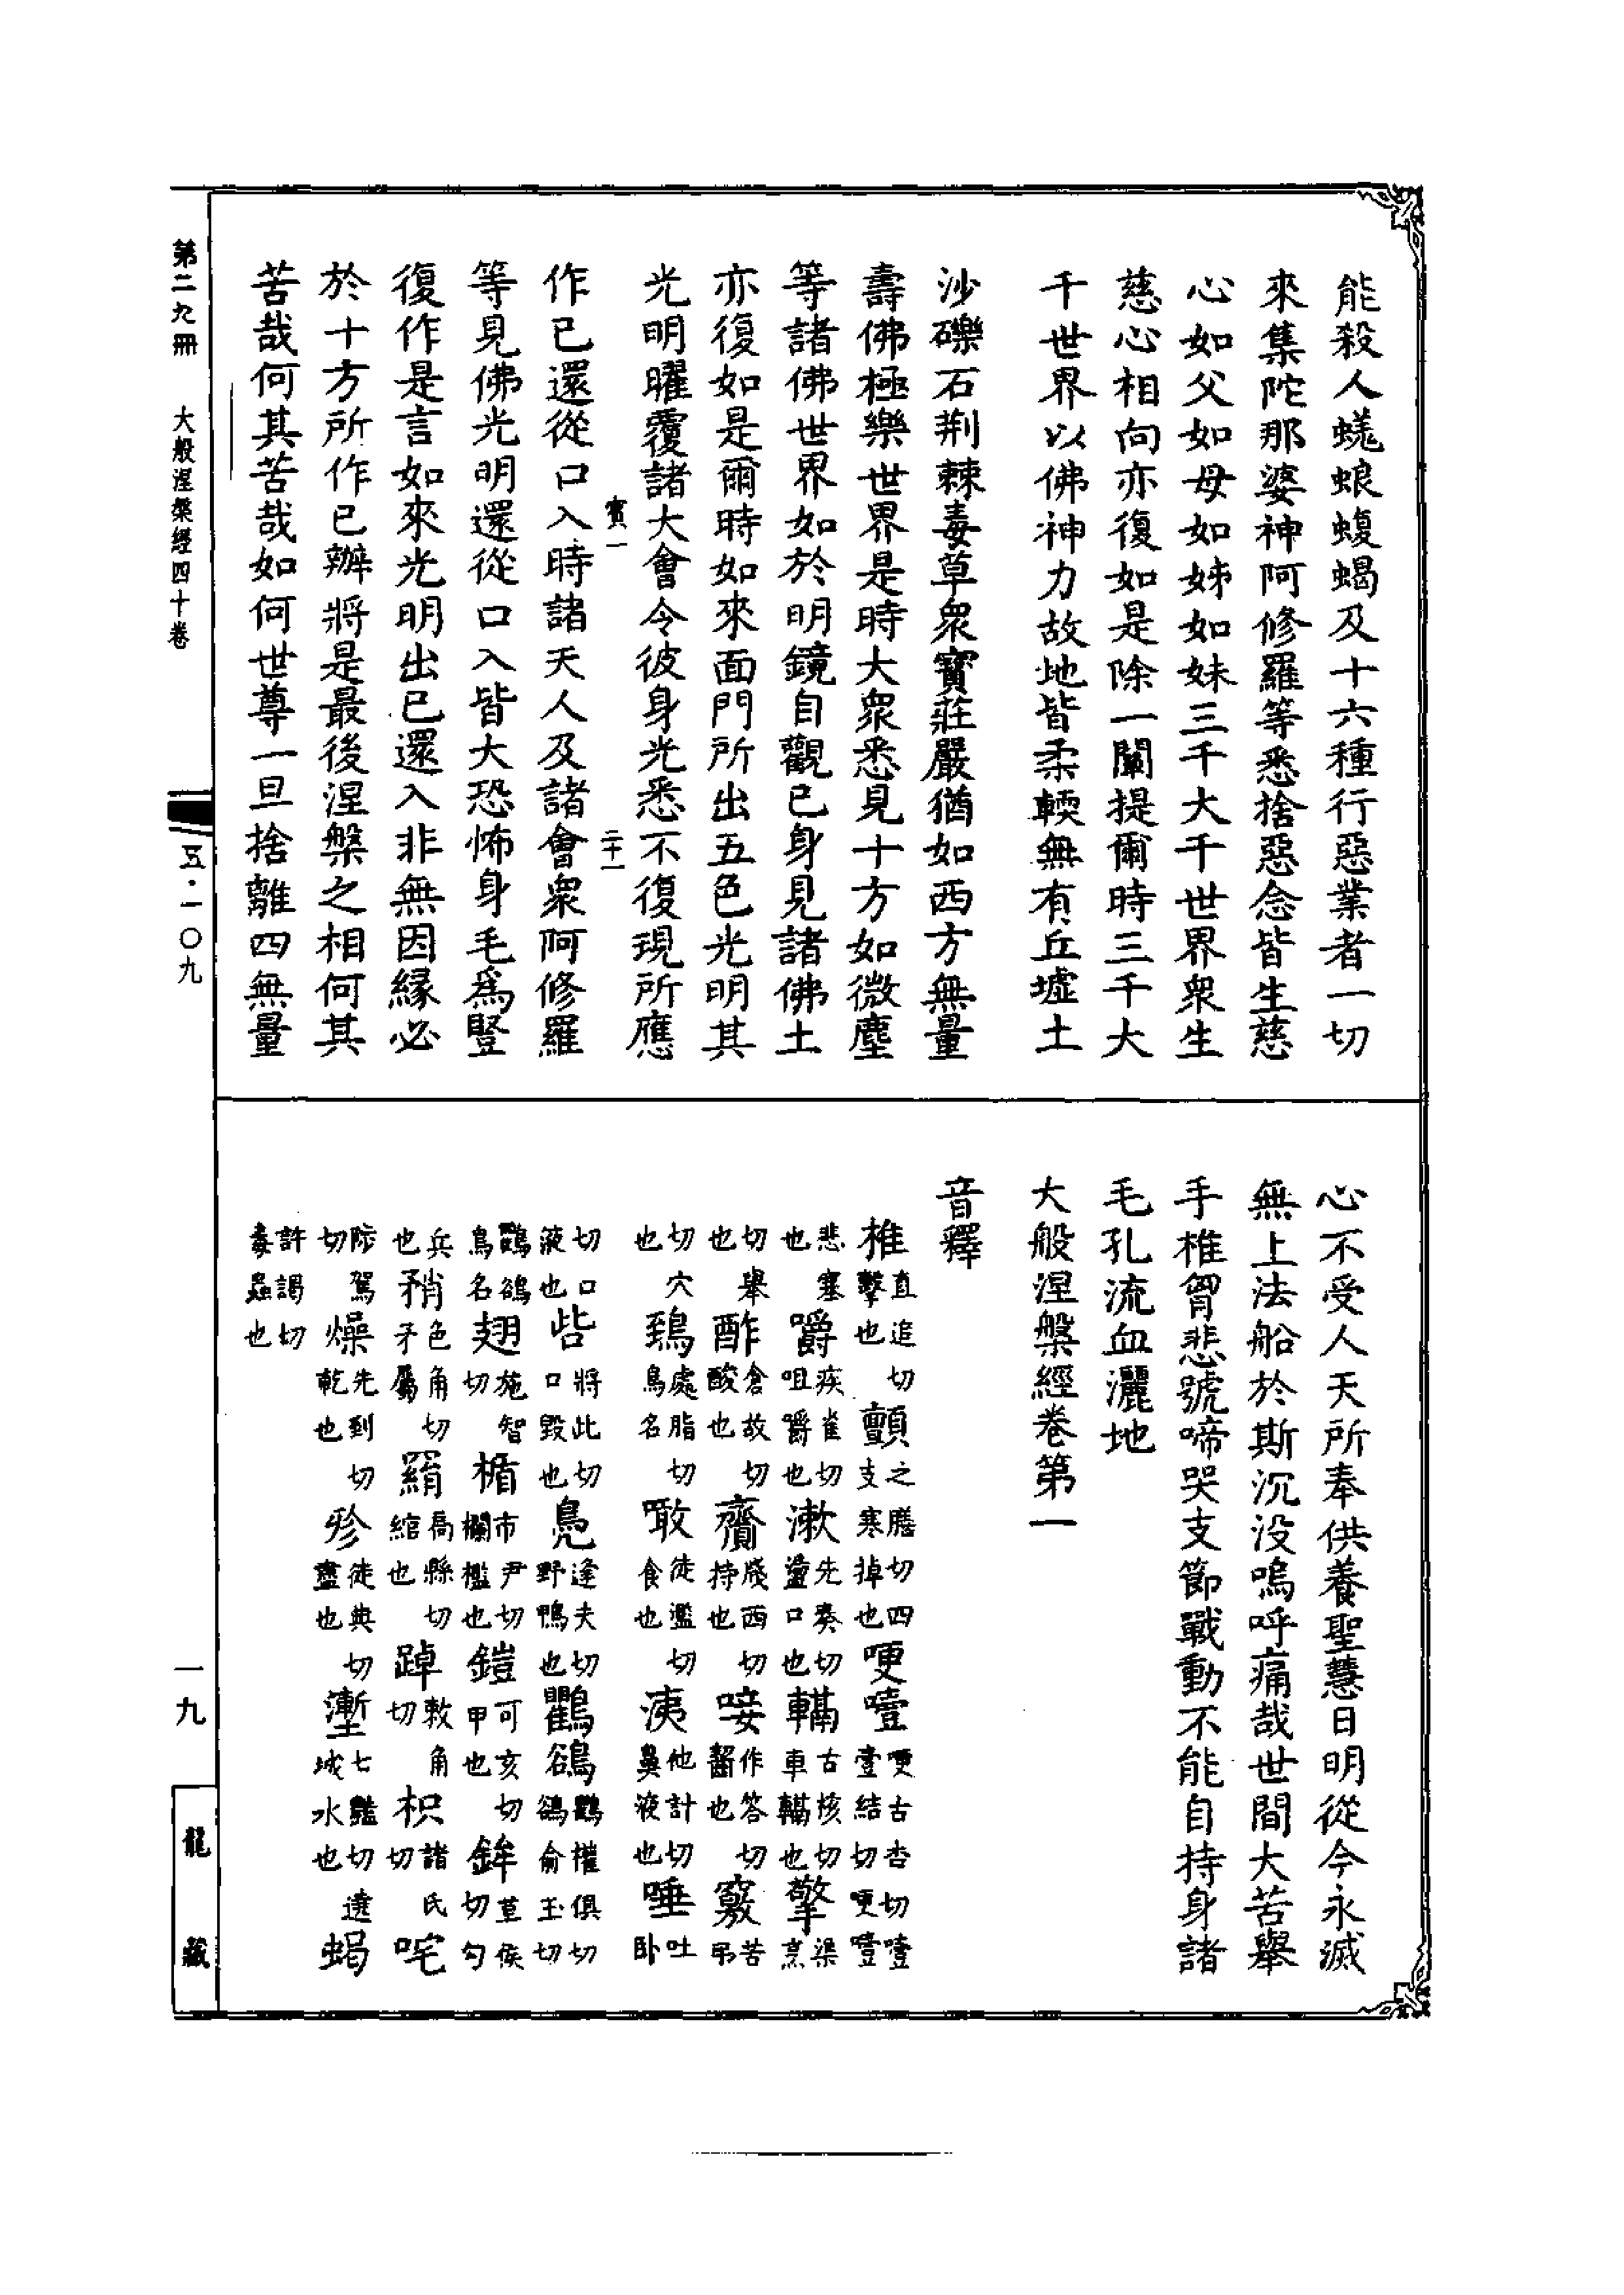 能殺人蜣蜋蝮蝎及十六種行惡業者一切
來集陀那婆神阿修羅等悉捨惡念皆生慈
心如父如母如姊如妹三千大千世界衆生
慈心相向亦復如是除一闡提爾時三千大
千世界以佛神力故地皆柔輭無有丘墟土
沙礫石荆棘毒草衆寶莊嚴猶如西方無量
壽佛極樂世界是時大衆悉見十方如微塵
等諸佛世界如於明鏡自觀已身見諸佛土
亦復如是爾時如來面門所出五色光明其
光明曜覆諸大會令彼身光悉不復現所應
賓一 二十一
作已還從口入時諸天人及諸會衆阿修羅
等見佛光明還從口入皆大恐怖身毛爲豎
復作是言如來光明出已還入非無因緣必
於十方所作已辦將是最後涅槃之相何其
苦哉何其苦哉如何世尊一旦捨離四無量
心不受人天所奉供養聖慧日明從今永滅
無上法船於斯沉没嗚呼痛哉世間大苦舉
手椎胷悲號啼哭支節戰動不能自持身諸
毛孔流血灑地
大般涅槃經卷第一
音釋
椎直追切擊也 顫之膳切四支寒掉也 哽噎哽古杏切噎壹結切哽噎
悲塞也 嚼疾雀切咀嚼也 漱先奏切盪口也 轄古核切車轄也 擎渠烹
切舉也 酢倉故切酸也 齎牋西切持也 唼作答切齧也 竅苦弔
切穴也 鵄處脂切鳥名 噉徒濫切食也 洟他計切鼻液也 唾吐卧
切口液也 呰將此切口毀也 鳧逢夫切野鴨也 鸜鵒鸜權俱切鵒俞玉切
鸜鵒鳥名 翅施智切 楯市尹切欄檻也 鎧可亥切甲也 鉾莫侯切勾
兵也 矟色角切矛屬 羂扃縣切綰也 踔敕角切 枳諸氏切 咤
陟駕切 燥先到切乾也 殄徒典切盡也 塹七豔切遶城水也 蝎
許謁切毒蟲也
第二九冊 大般涅槃經四十卷
五·一〇九
一九
龍藏